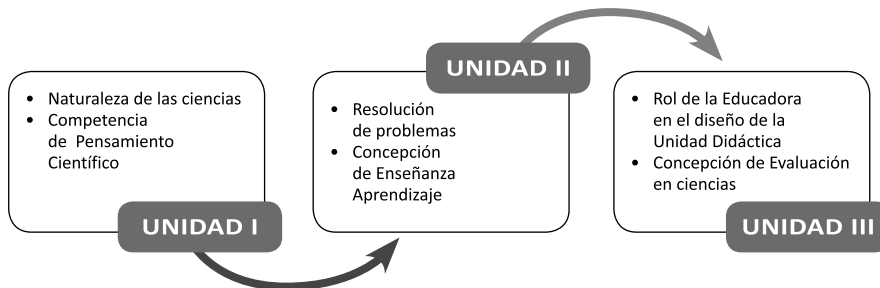 • Naturaleza de las ciencias
• Competencia
de Pensamiento
Científico
UNIDAD I
UNIDAD II
• Resolución
de problemas
• Concepción
de Enseñanza
Aprendizaje
• Rol de la Educadora
en el diseño de la
Unidad Didáctica
• Concepción de Evaluación
en ciencias
UNIDAD III